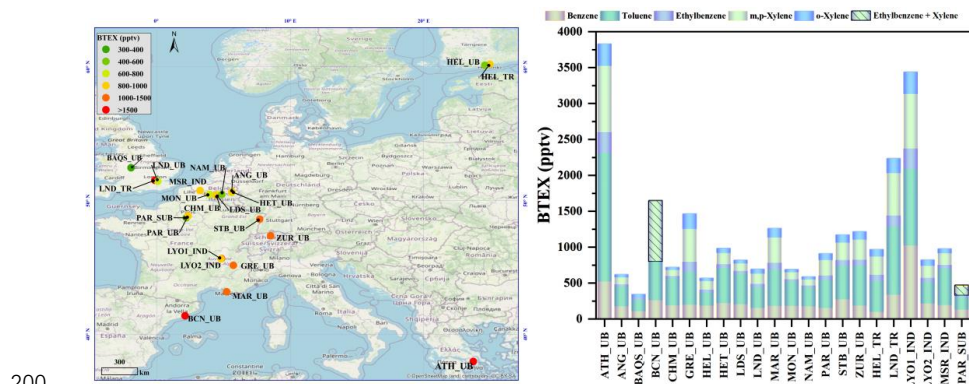 0° 10° E 20° E
BTEX (pptv)
300-400
400-600
600-800
800-1000
1000-1500
>1500
N
HEL_UB
HEL_TR
BAQS_UB
LND_UB
NAM_UB
ANG_UB
LND_TR
MSR_IND
MON_UB
HET_UB
CHM_UB
LDS_UB
PAR_SUB
STB_UB
PAR_UB
ZUR_UB
LYO1_IND
LYO2_IND
GRE_UB
MAR_UB
BCN_UB
ATH_UB
300
km
200
Benzene Toluene Ethylbenzene m,p-Xylene o-Xylene Ethylbenzene + Xylene
BTEX (pptv)
4000
3500
3000
2500
2000
1500
1000
500
0
ATH_UB
ANG_UB
BAQS_UB
BCN_UB
CHM_UB
GRE_UB
HEL_UB
HET_UB
LDS_UB
LND_UB
MAR_UB
MON_UB
NAM_UB
PAR_UB
STB_UB
ZUR_UB
HEL_TR
LND_TR
LYO1_IND
LYO2_IND
MSR_IND
PAR_SUB